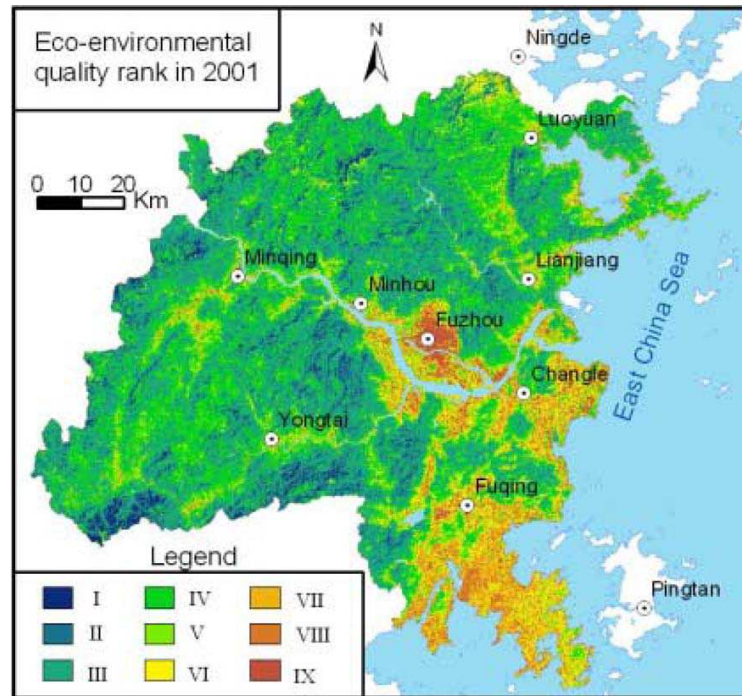 Eco-environmental
quality rank in 2001
N
Ningde
Luoyuan
0 10 20
Km
Minqing
Lianjiang
Minhou
Fuzhou
East China Sea
Changle
Yongtai
Fuqing
Pingtan
Legend
I IV VII
II V VIII
III VI IX